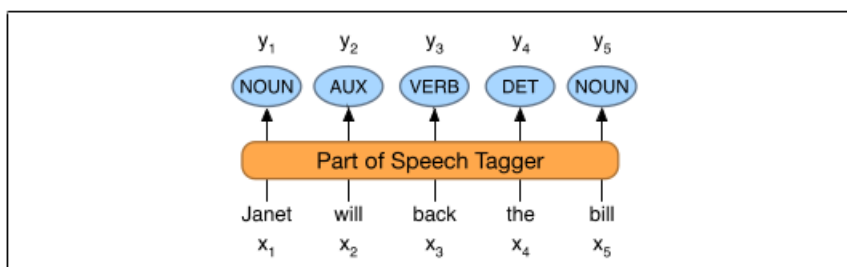 y1 y2 y3 y4 y5
NOUN AUX VERB DET NOUN
Part of Speech Tagger
Janet will back the bill
x1 x2 x3 x4 x5